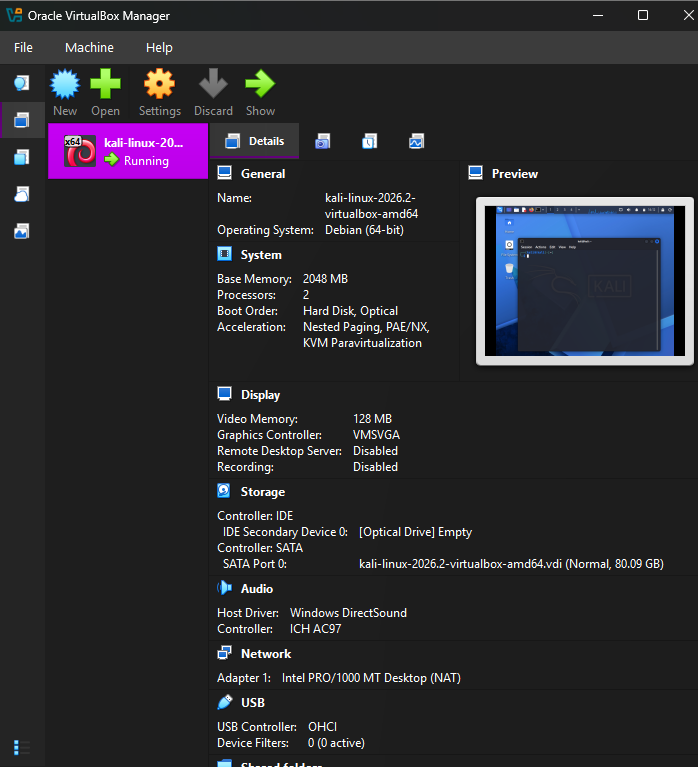 Oracle VirtualBox Manager
File Machine Help
New Open Settings Discard Show
x64
kali-linux-20...
Running
Details
General
Name: kali-linux-2026.2-
virtualbox-amd64
Operating System: Debian (64-bit)
Preview
KALI
System
Base Memory: 2048 MB
Processors: 2
Boot Order: Hard Disk, Optical
Acceleration: Nested Paging, PAE/NX,
KVM Paravirtualization
Display
Video Memory: 128 MB
Graphics Controller: VMSVGA
Remote Desktop Server: Disabled
Recording: Disabled
Storage
Controller: IDE
IDE Secondary Device 0: [Optical Drive] Empty
Controller: SATA
SATA Port 0: kali-linux-2026.2-virtualbox-amd64.vdi (Normal, 80.09 GB)
Audio
Host Driver: Windows DirectSound
Controller: ICH AC97
Network
Adapter 1: Intel PRO/1000 MT Desktop (NAT)
USB
USB Controller: OHCI
Device Filters: 0 (0 active)
Shared folders